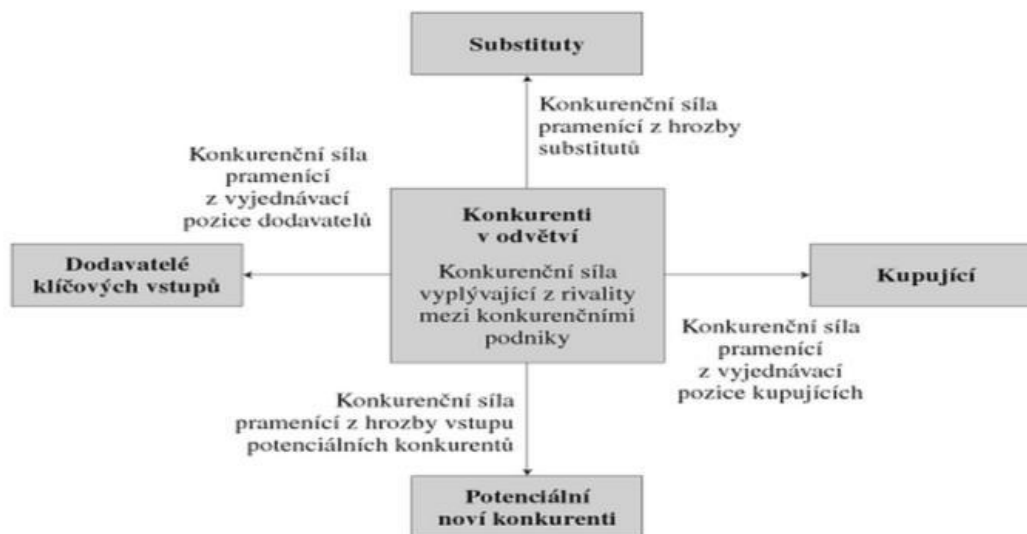 Substituty
Konkurenční síla
pramenící z hrozby
substitutů
Konkurenční síla
pramenící
z vyjednávací
pozice dodavatelů
Konkurenti
v odvětví
Konkurenční síla
vyplývající z rivality
mezi konkurenčními
podniky
Dodavatelé
klíčových vstupů
Kupující
Konkurenční síla
pramenící
z vyjednávací
pozice kupujících
Konkurenční síla
pramenící z hrozby vstupu
potenciálních konkurentů
Potenciální
noví konkurenti